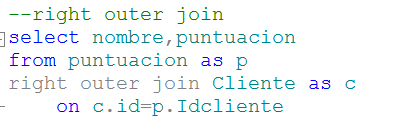 --right outer join
select nombre,puntuacion
from puntuacion as p
right outer join Cliente as c
on c.id=p.Idcliente